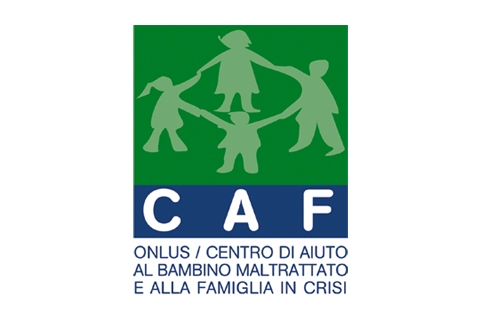 CAF
ONLUS / CENTRO DI AIUTO
AL BAMBINO MALTRATTATO
E ALLA FAMIGLIA IN CRISI